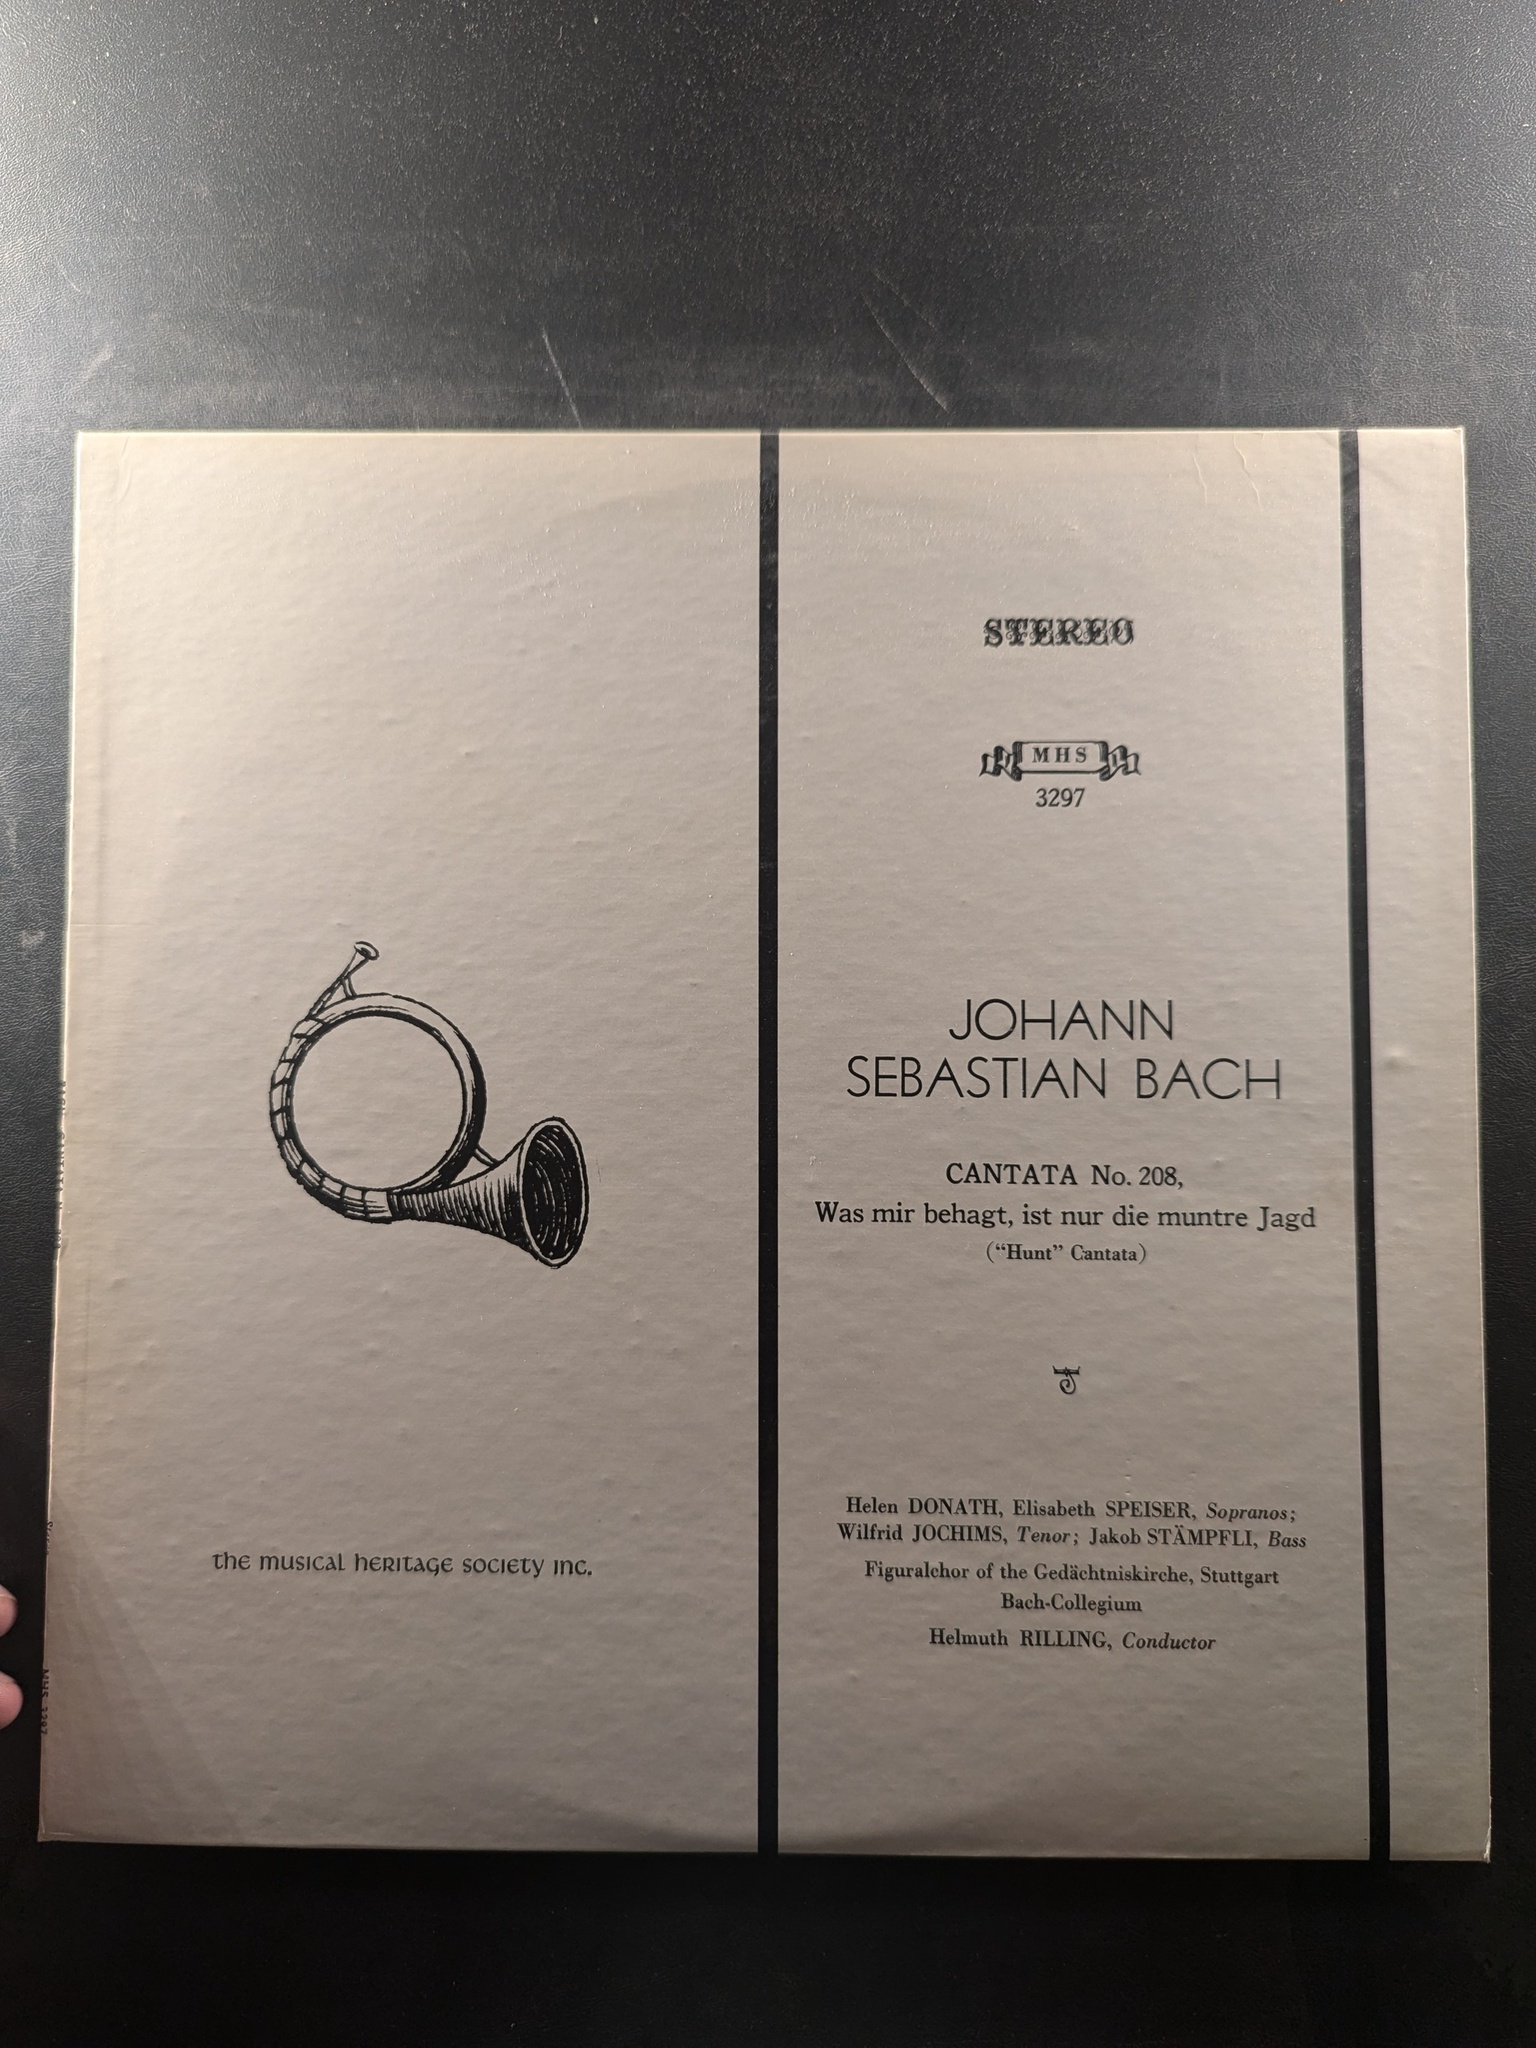 STEREO
MHS
3297
JOHANN
SEBASTIAN BACH
CANTATA No. 208,
Was mir behagt, ist nur die muntre Jagd
("Hunt" Cantata)
Helen DONATH, Elisabeth SPEISER, Sopranos;
Wilfrid JOCHIMS, Tenor; Jakob STÄMPFLI, Bass
Figuralchor of the Gedächtniskirche, Stuttgart
Bach-Collegium
Helmuth RILLING, Conductor
the musical heritage society inc.
MHS 3297